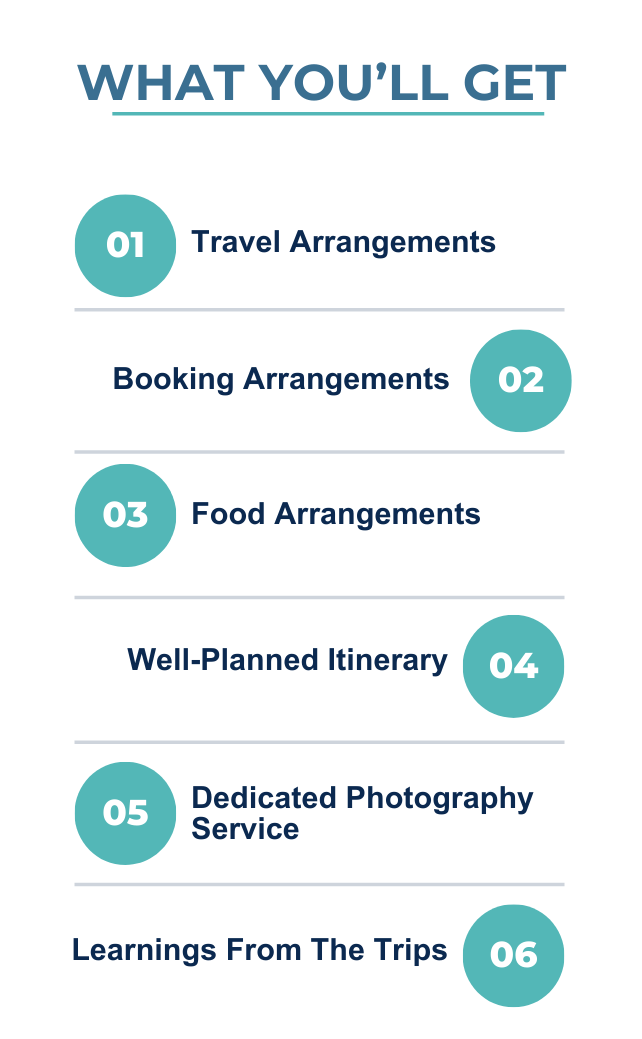 WHAT YOU’LL GET
01 Travel Arrangements
Booking Arrangements 02
03 Food Arrangements
Well-Planned Itinerary 04
05 Dedicated Photography
Service
Learnings From The Trips 06